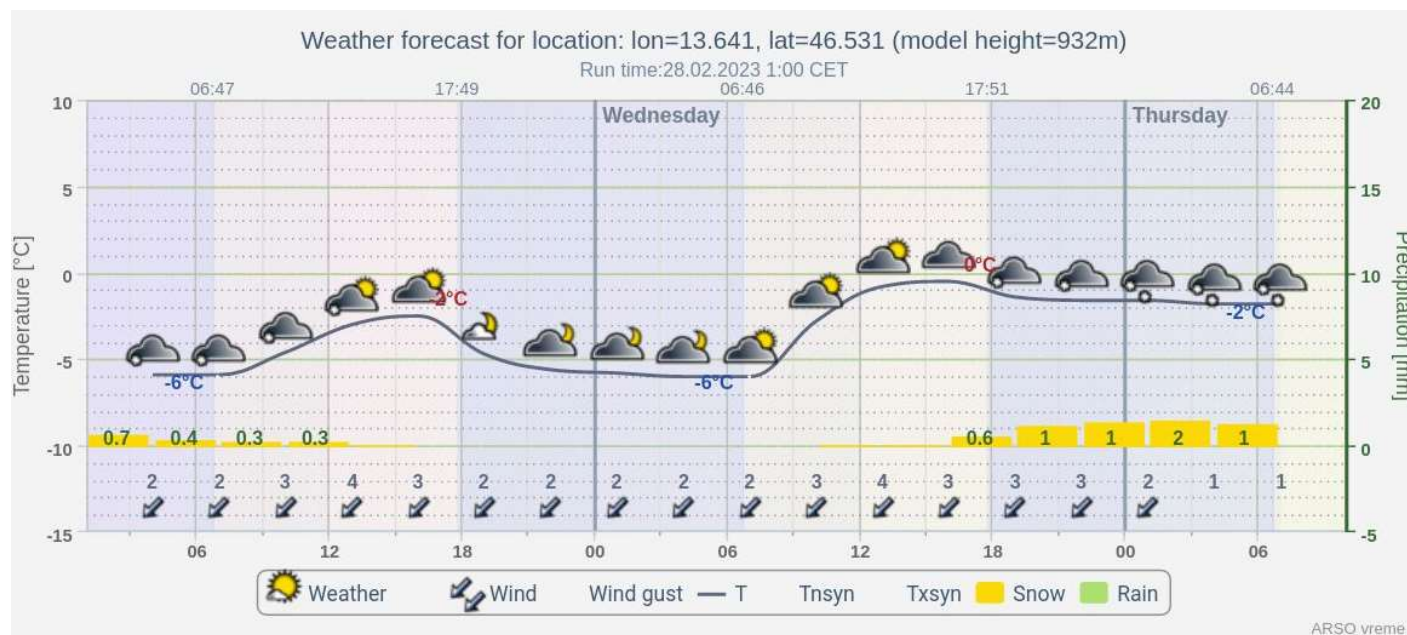 Weather forecast for location: lon=13.641, lat=46.531 (model height=932m)
Run time:28.02.2023 1:00 CET
06:47 17:49 06:46 17:51 06:44
10 Wednesday Thursday 20
5 15
0°C
0 10
-2°C
-2°C
-5 5
-6°C -6°C
0.7 0.4 0.3 0.3 0.6 1 1 2 1
-10 0
2 2 3 4 3 2 2 2 2 2 3 4 3 3 3 2 1 1
-15 -5
06 12 18 00 06 12 18 00 06
Temperature [°C]
Precipitation [mm]
Weather Wind Wind gust T Tnsyn Txsyn Snow Rain
ARSO vreme